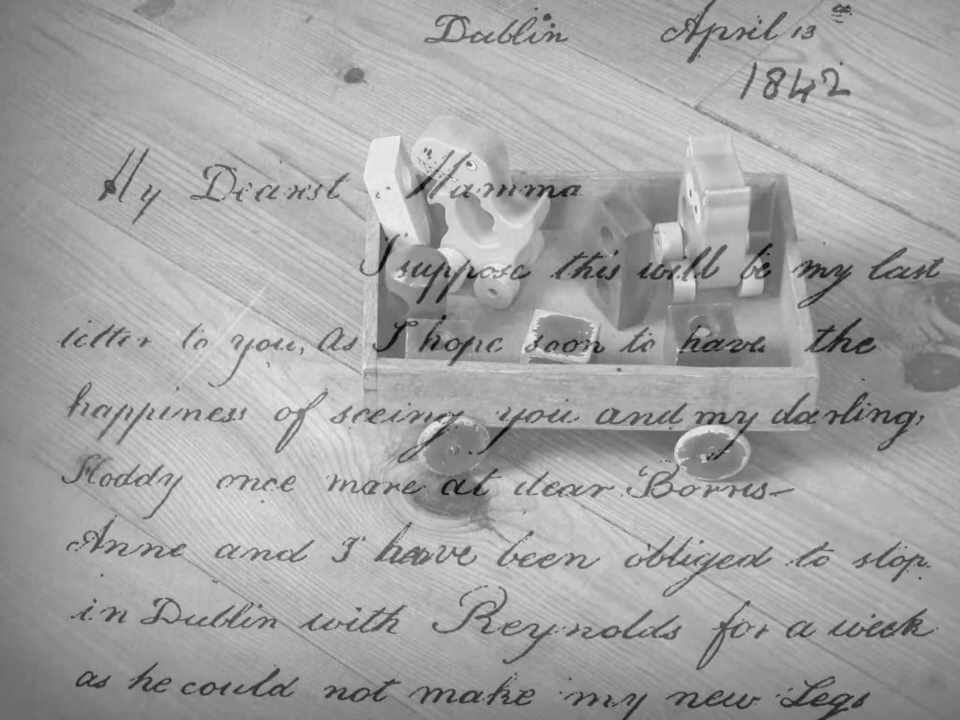 Dublin April 13th
1842
My Dearest Mamma
I suppose this will be my last
letter to you, As I hope soon to have the
happiness of seeing you and my darling,
Hoddy once more at dear Borris—
Anne and I have been obliged to stop
in Dublin with Reynolds for a week
as he could not make my new Legs